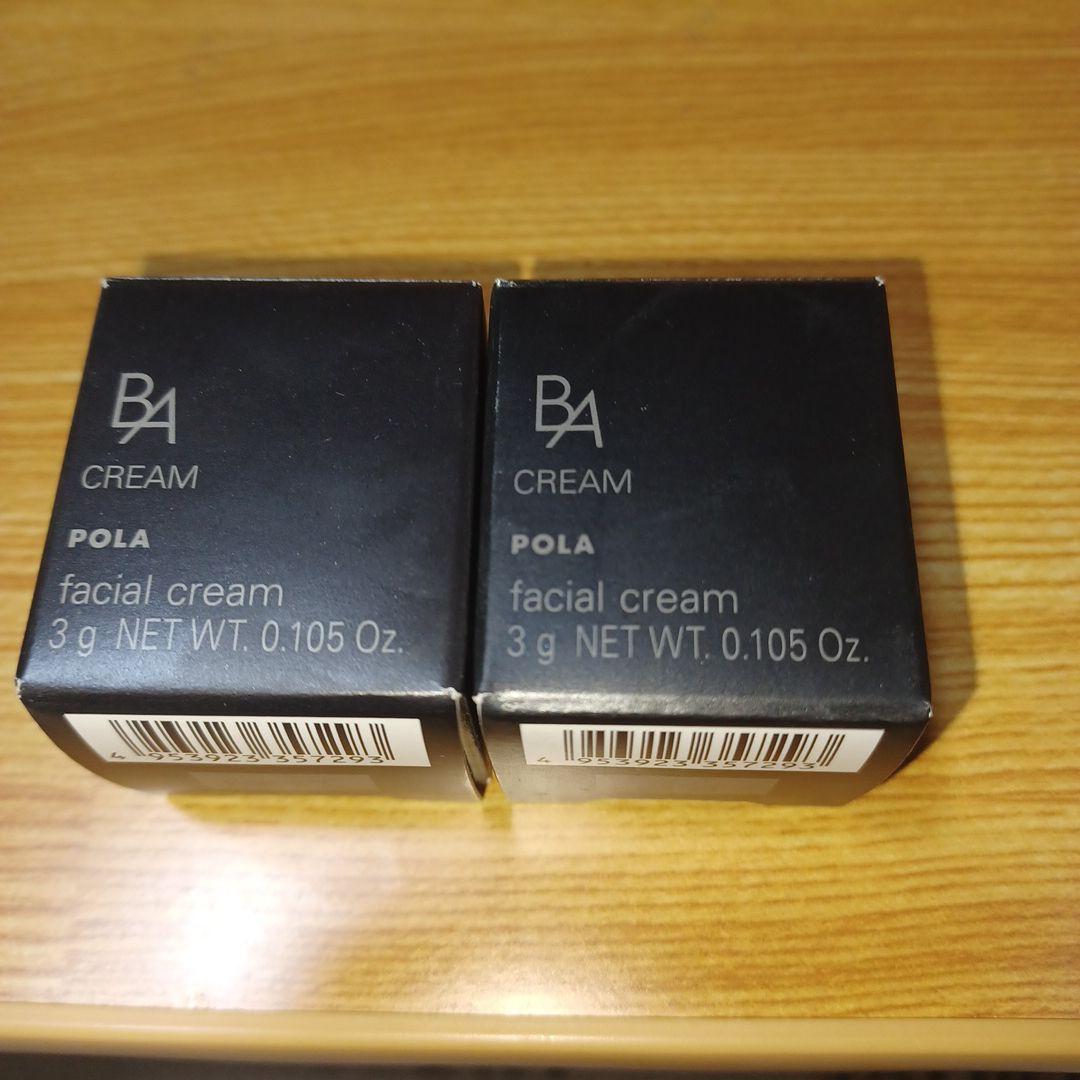 BA
CREAM
POLA
facial cream
3 g NET WT. 0.105 Oz.
4 953923 357293
BA
CREAM
POLA
facial cream
3 g NET WT. 0.105 Oz.
4 953923 357293